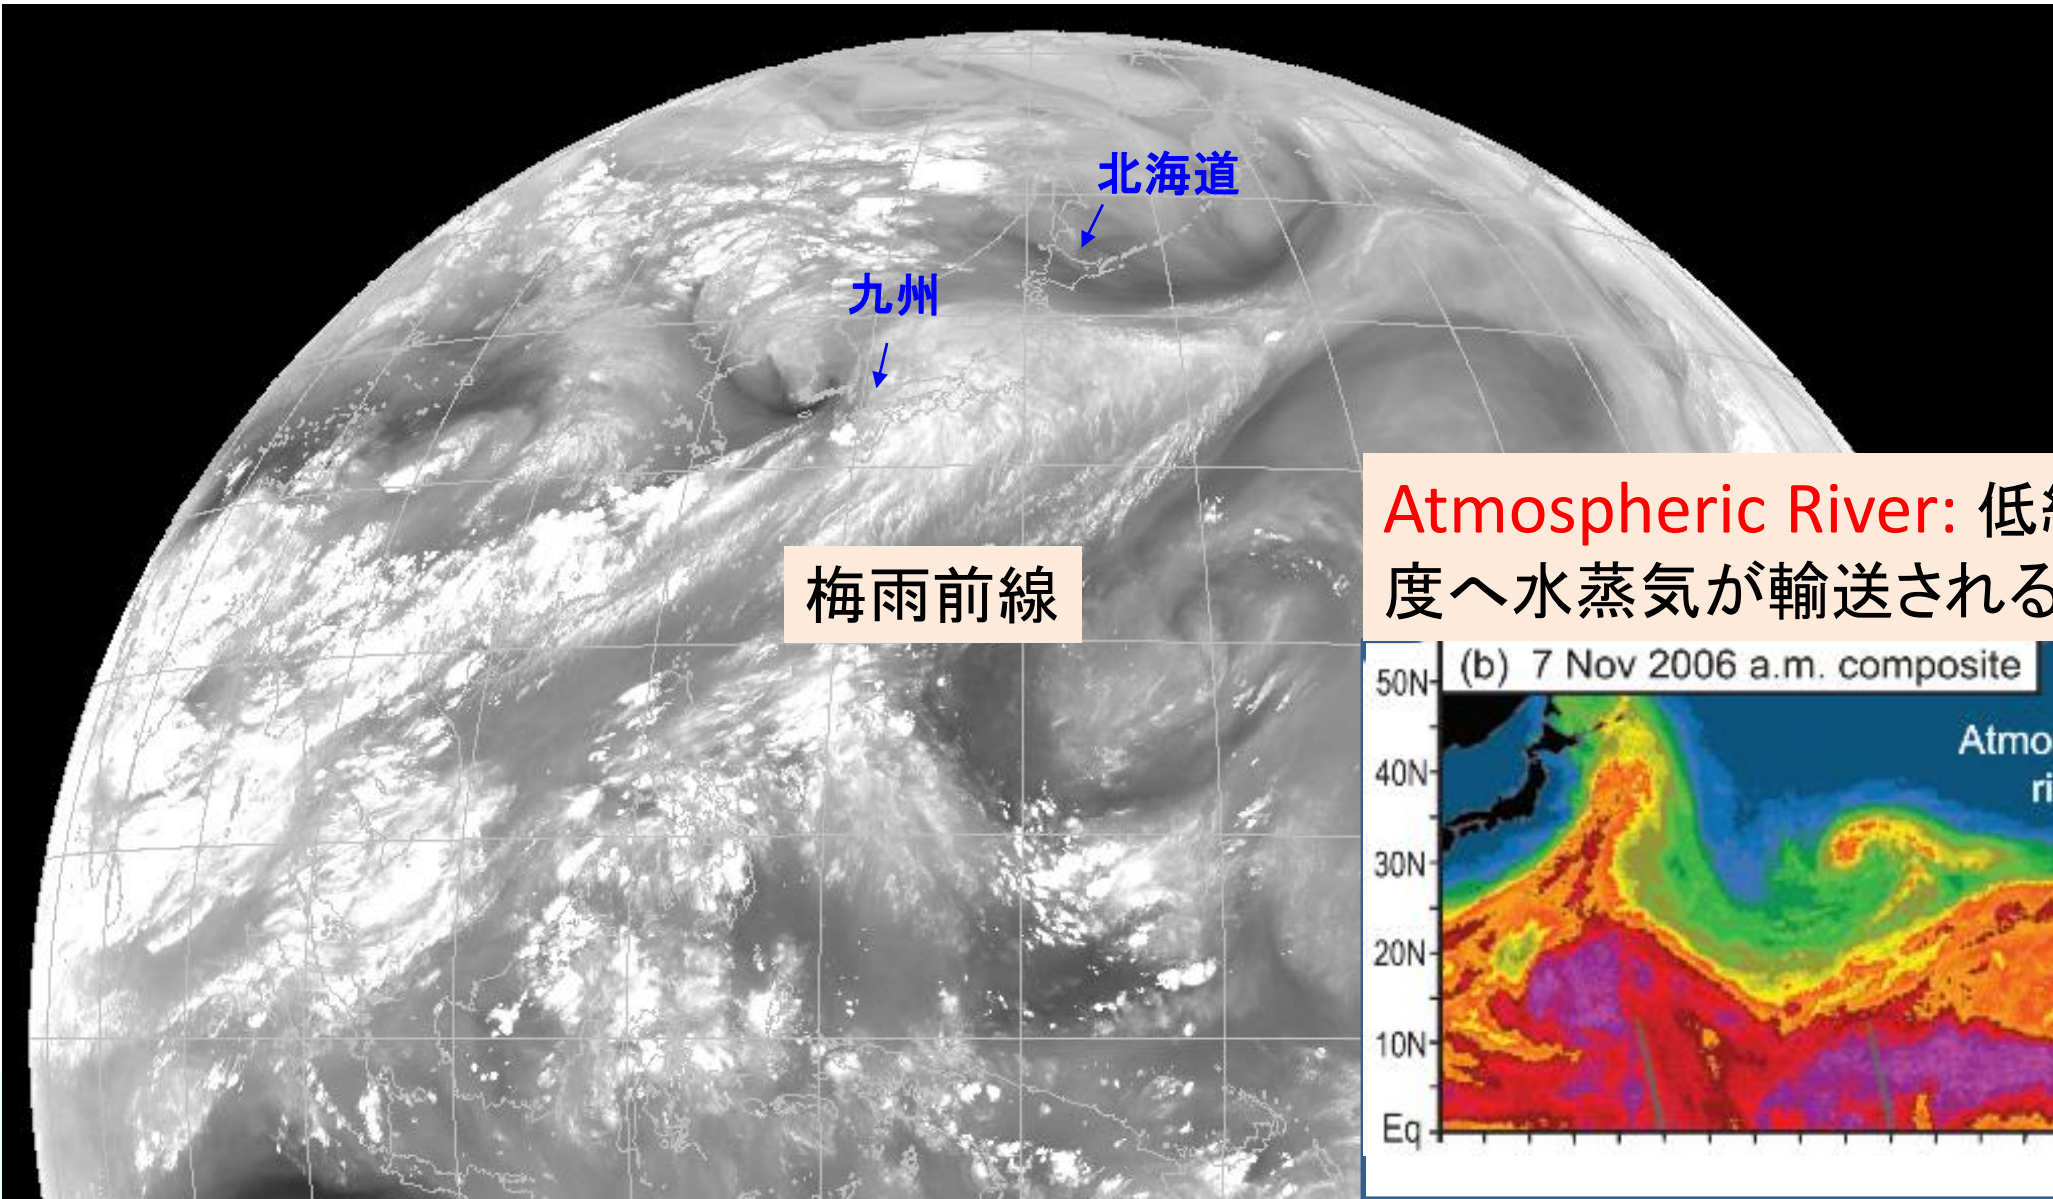 北海道
九州
梅雨前線
Atmospheric River: 低
度へ水蒸気が輸送される
(b) 7 Nov 2006 a.m. composite
50N
Atmo
ri
40N
30N
20N
10N
Eq